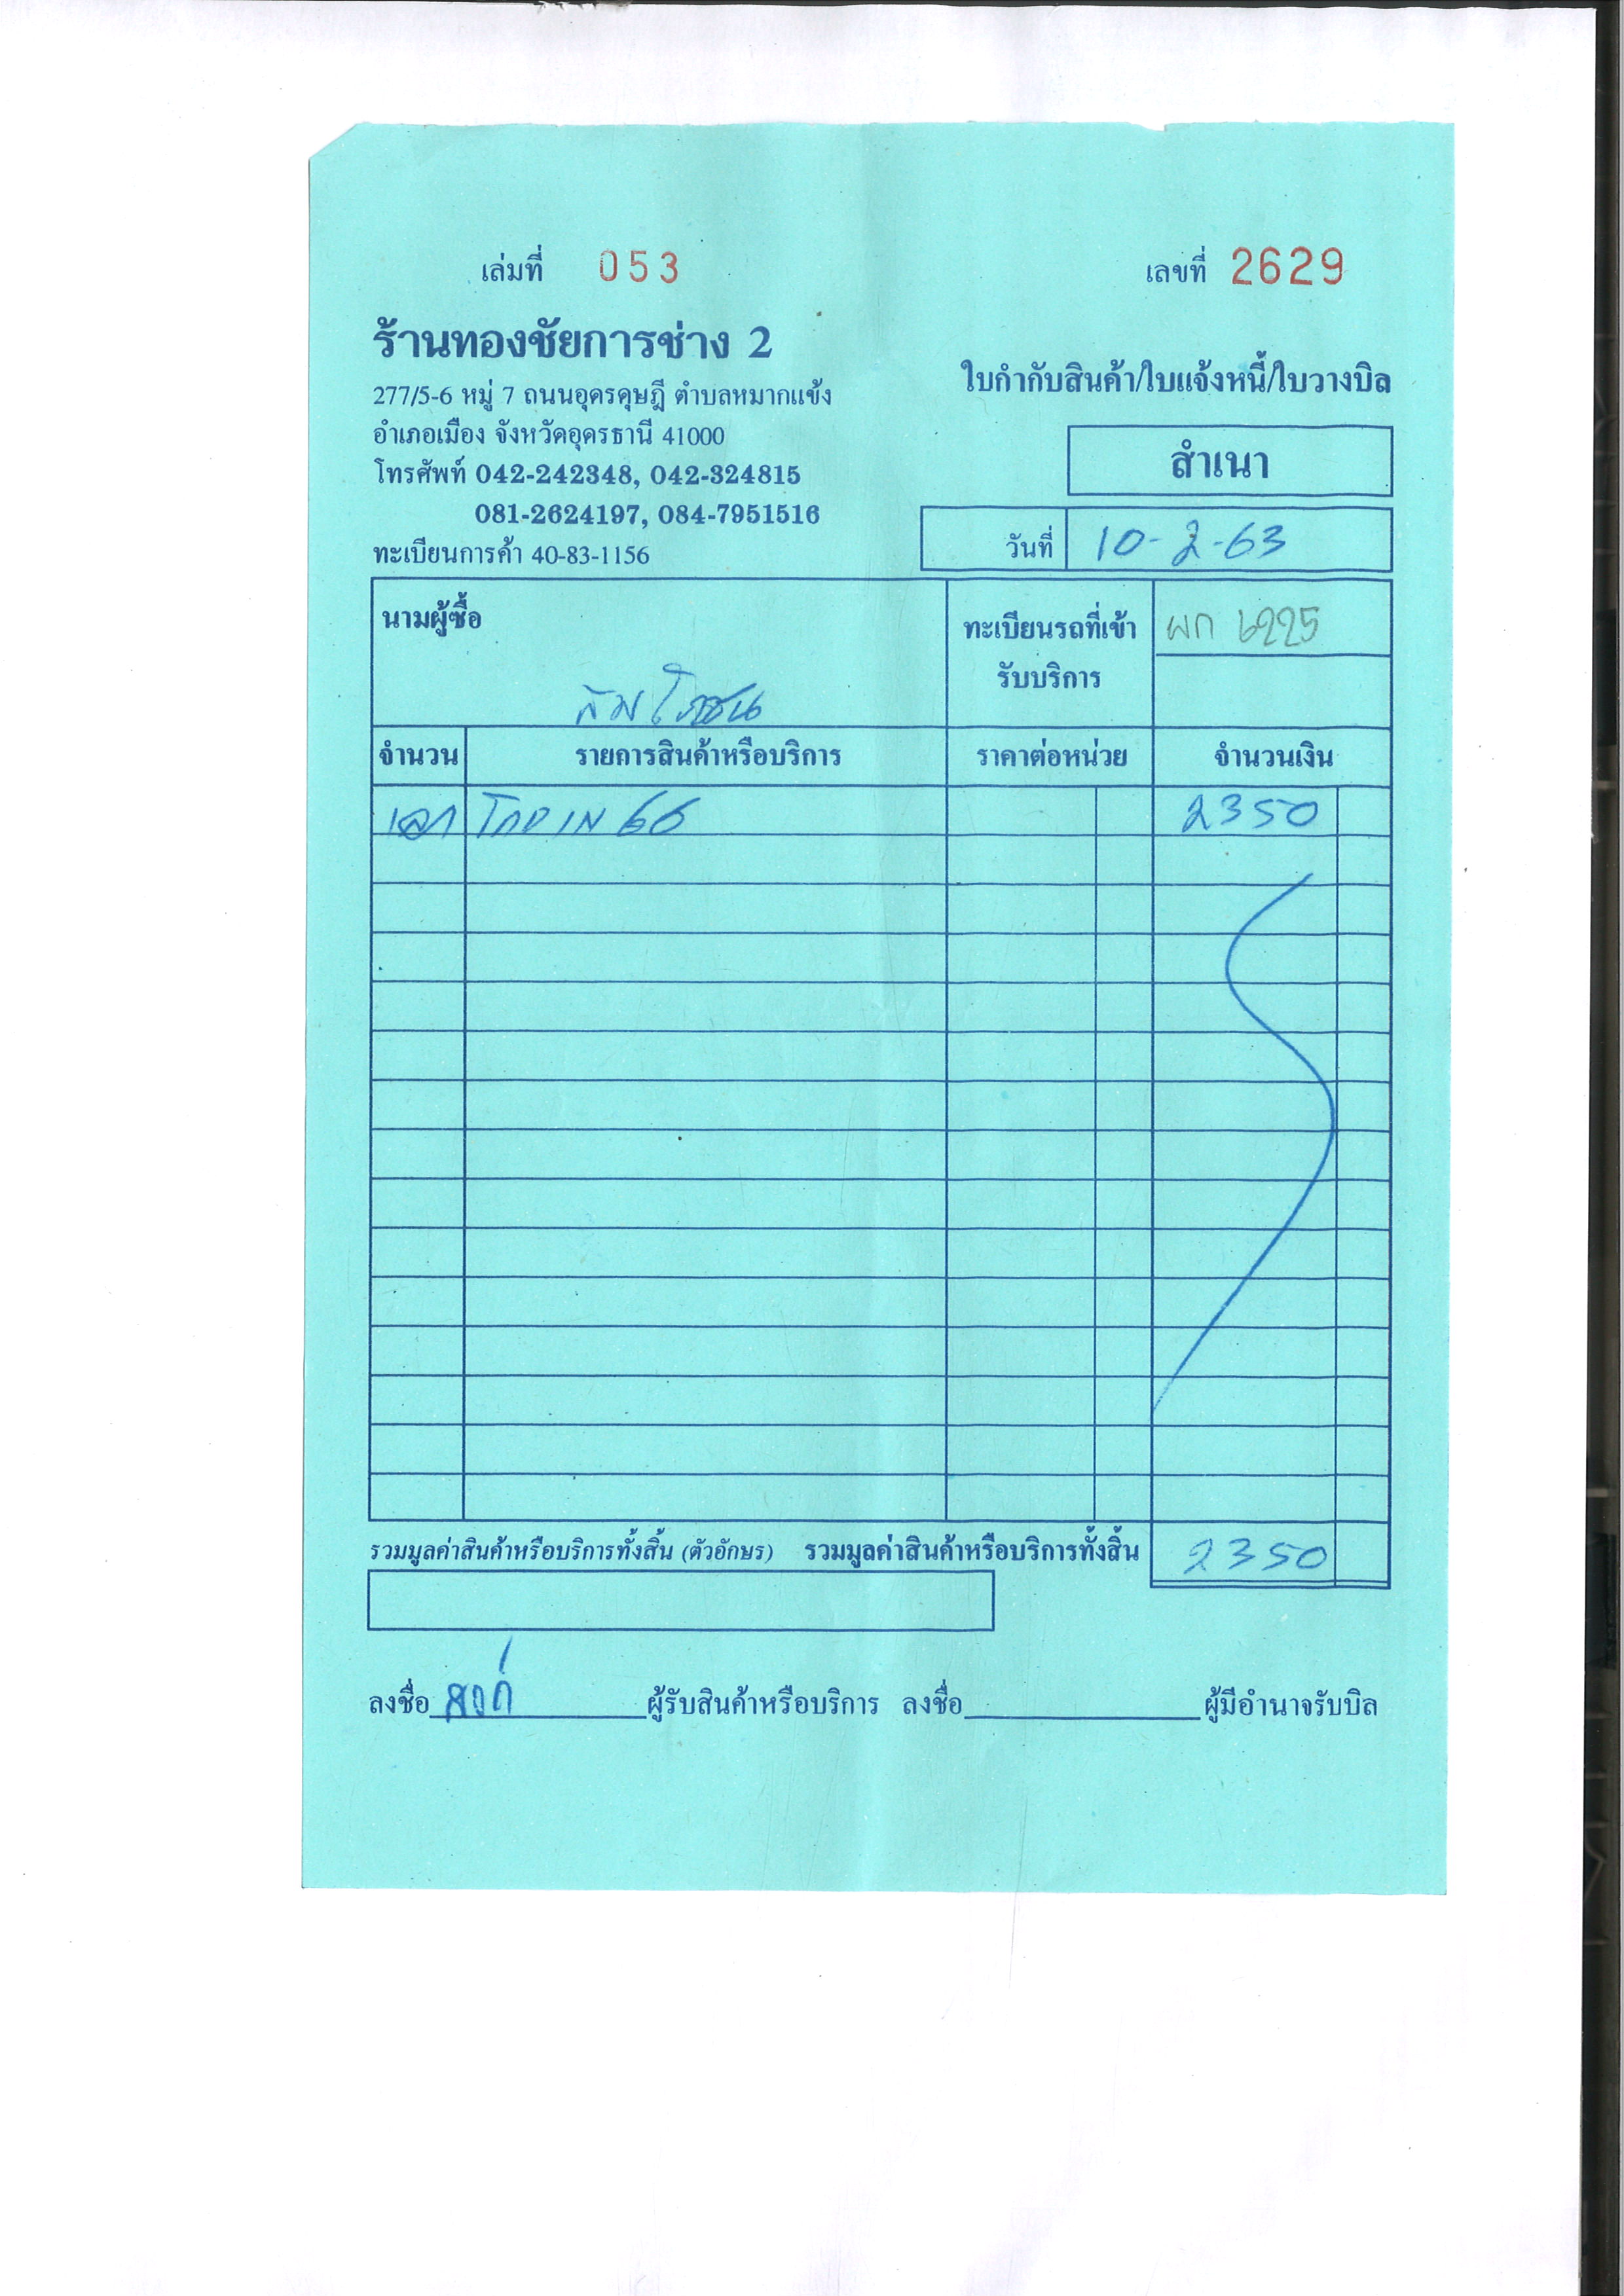 เล่มที่ 053 เลขที่ 2629
ร้านทองชัยการช่าง 2
277/5-6 หมู่ 7 ถนนอุดรดุษฎี ตำบลหมากแข้ง
อำเภอเมือง จังหวัดอุดรธานี 41000
โทรศัพท์ 042-242348, 042-324815
081-2624197, 084-7951516
ทะเบียนการค้า 40-83-1156
ใบกำกับสินค้า/ใบแจ้งหนี้/ใบวางบิล
สำเนา
วันที่ 10-2-63
นามผู้ซื้อ
ทะเบียนรถที่เข้า
รับบริการ
ผก 6225
จำนวน รายการสินค้าหรือบริการ ราคาต่อหน่วย จำนวนเงิน
66 2350
รวมมูลค่าสินค้าหรือบริการทั้งสิ้น (ตัวอักษร) รวมมูลค่าสินค้าหรือบริการทั้งสิ้น 2350
ลงชื่อ ผู้รับสินค้าหรือบริการ ลงชื่อ ผู้มีอำนาจรับบิล